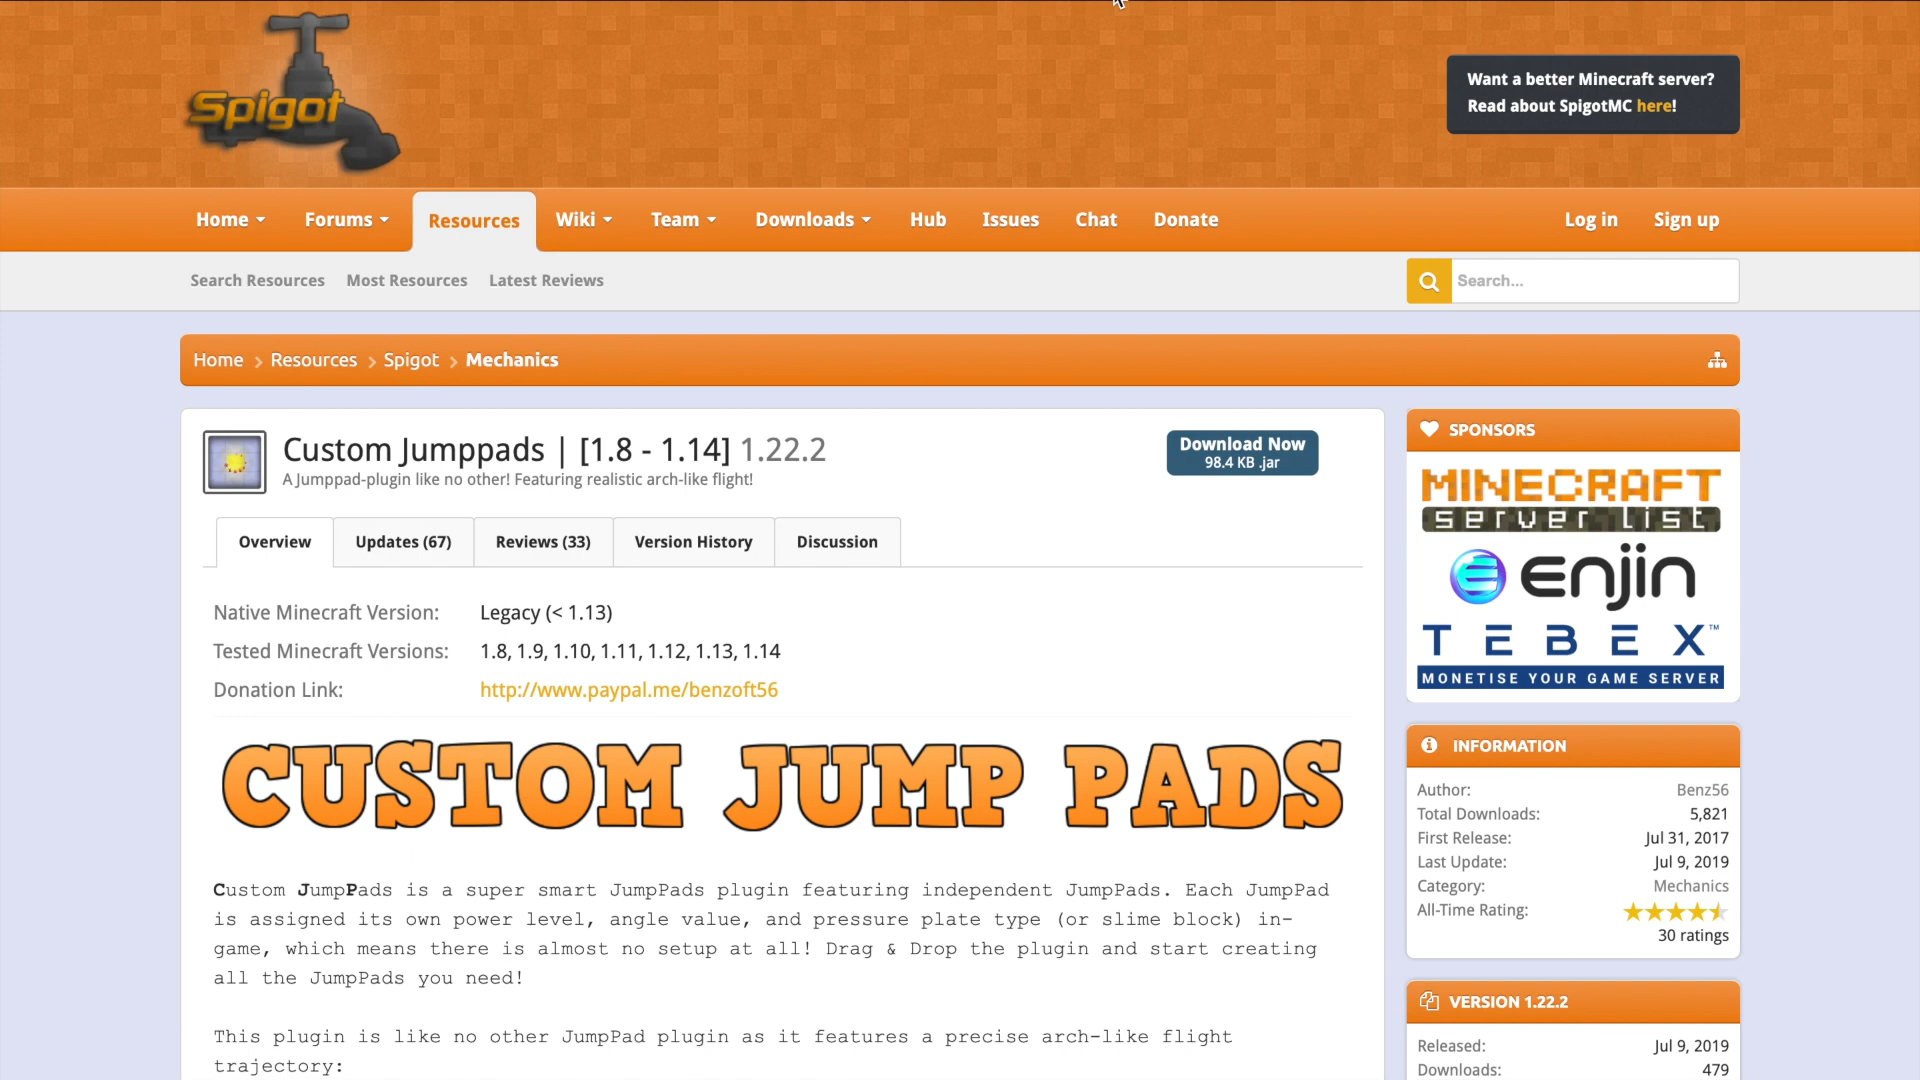 Spigot
Want a better Minecraft server?
Read about SpigotMC here!
Home Forums Resources Wiki Team Downloads Hub Issues Chat Donate Log in Sign up
Search Resources Most Resources Latest Reviews Search...
Home Resources Spigot Mechanics
Custom Jumppads | [1.8 - 1.14] 1.22.2
A Jumppad-plugin like no other! Featuring realistic arch-like flight!
Download Now
98.4 KB .jar
Overview Updates (67) Reviews (33) Version History Discussion
Native Minecraft Version: Legacy (< 1.13)
Tested Minecraft Versions: 1.8, 1.9, 1.10, 1.11, 1.12, 1.13, 1.14
Donation Link: http://www.paypal.me/benzoft56
CUSTOM JUMP PADS
Custom JumpPads is a super smart JumpPads plugin featuring independent JumpPads. Each JumpPad
is assigned its own power level, angle value, and pressure plate type (or slime block) in-
game, which means there is almost no setup at all! Drag & Drop the plugin and start creating
all the JumpPads you need!
This plugin is like no other JumpPad plugin as it features a precise arch-like flight
trajectory:
SPONSORS
MINECRAFT
server list
enjin
TEBEX™
MONETISE YOUR GAME SERVER
INFORMATION
Author: Benz56
Total Downloads: 5,821
First Release: Jul 31, 2017
Last Update: Jul 9, 2019
Category: Mechanics
All-Time Rating:
30 ratings
VERSION 1.22.2
Released: Jul 9, 2019
Downloads: 479